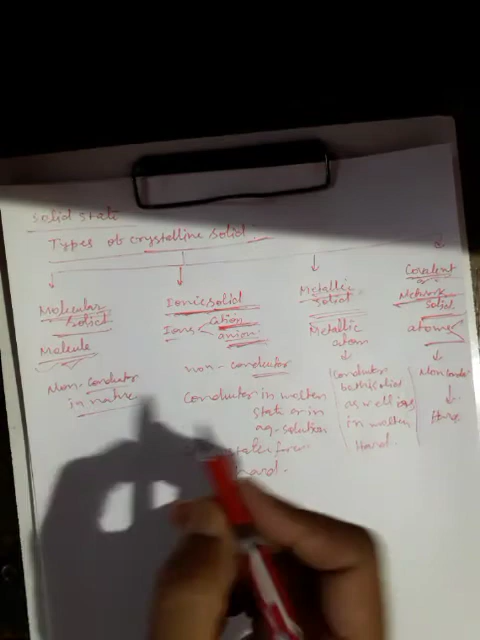 Solid state
Types of crystalline solid :
Molecular
solid
Molecule
Non-Conductor
in nature
Ionic solid
Ions cation
anion
non-conductor
Conductor in molten
state or in
aq. solution
hard.
Metallic
solid
Metallic
atom
Conductor
both solid
as well as
in molten
Hard.
Covalent
or
Network
solid
atoms
Non condu